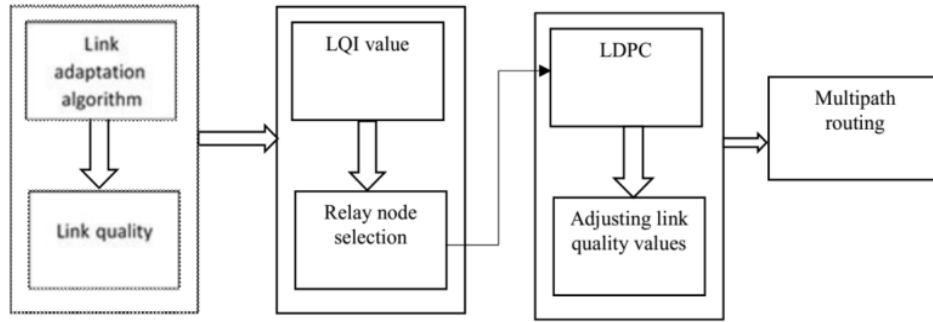 Link
adaptation
algorithm
Link quality
LQI value
Relay node
selection
LDPC
Adjusting link
quality values
Multipath
routing